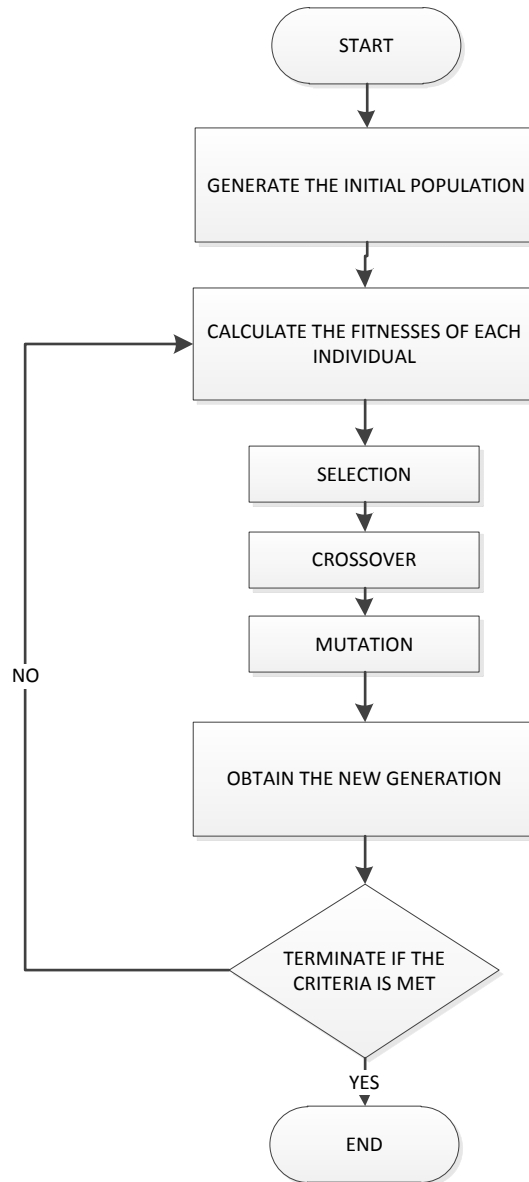 START
GENERATE THE INITIAL POPULATION
CALCULATE THE FITNESSES OF EACH
INDIVIDUAL
SELECTION
CROSSOVER
MUTATION
NO
OBTAIN THE NEW GENERATION
TERMINATE IF THE
CRITERIA IS MET
YES
END